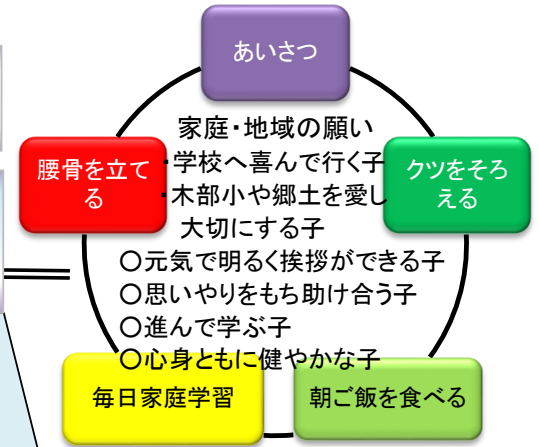 あいさつ
家庭・地域の願い
・学校へ喜んで行く子
・木部小や郷土を愛し
大切にする子
〇元気で明るく挨拶ができる子
〇思いやりをもち助け合う子
〇進んで学ぶ子
〇心身ともに健やかな子
腰骨を立て
る
クツをそろ
える
毎日家庭学習
朝ご飯を食べる